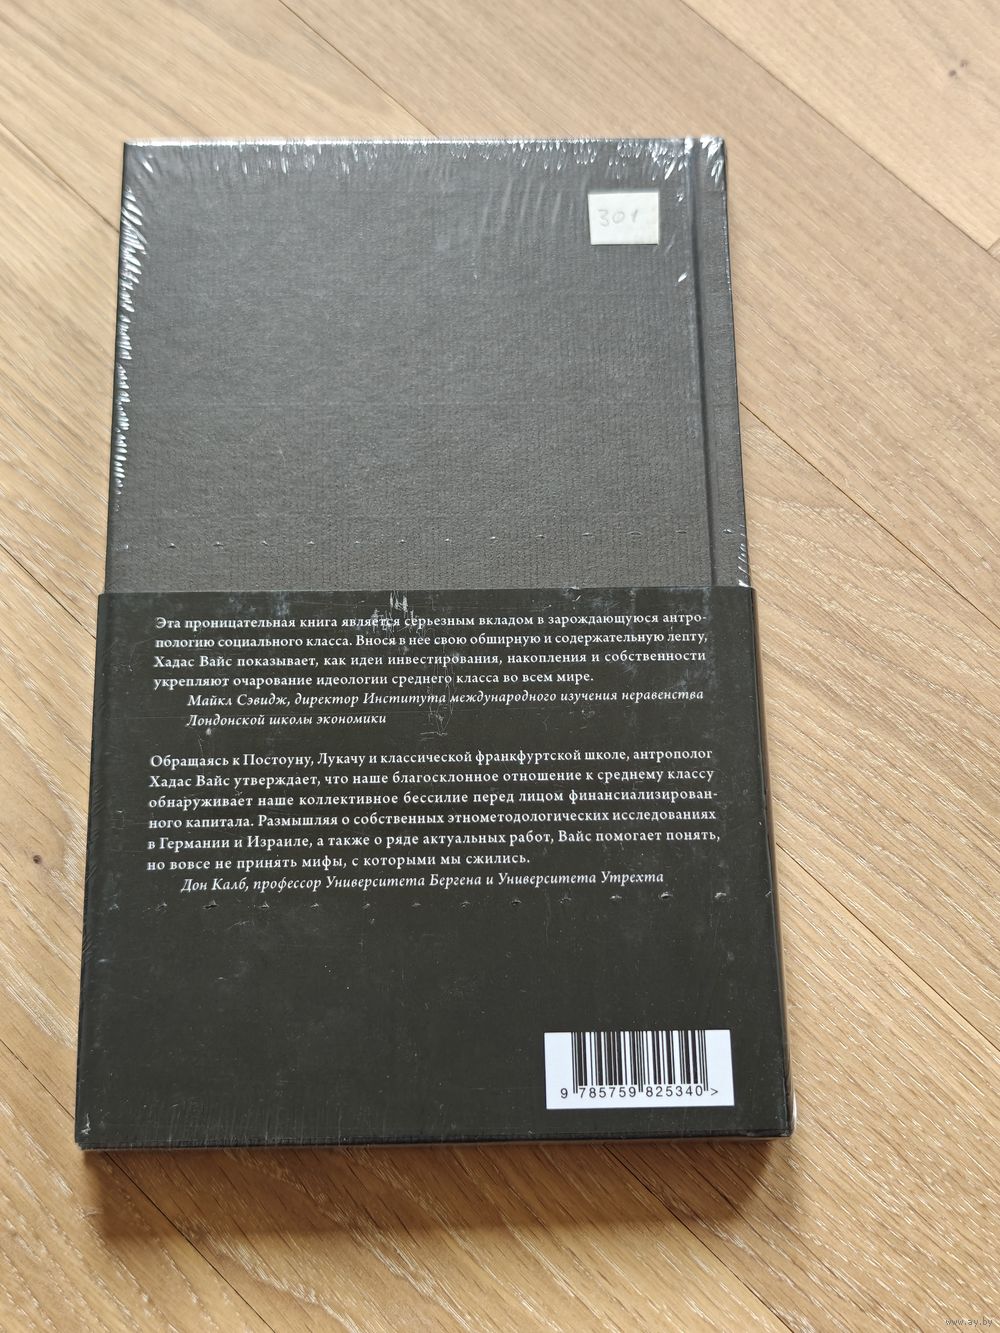 301
Эта проницательная книга является серьезным вкладом в зарождающуюся антро-
пологию социального класса. Внося в нее свою обширную и содержательную лепту,
Хадас Вайс показывает, как идеи инвестирования, накопления и собственности
укрепляют очарование идеологии среднего класса во всем мире.
Майкл Сэвидж, директор Института международного изучения неравенства
Лондонской школы экономики
Обращаясь к Постоуну, Лукачу и классической франкфуртской школе, антрополог
Хадас Вайс утверждает, что наше благосклонное отношение к среднему классу
обнаруживает наше коллективное бессилие перед лицом финансиализирован-
ного капитала. Размышляя о собственных этнометодологических исследованиях
в Германии и Израиле, а также о ряде актуальных работ, Вайс помогает понять,
но вовсе не принять мифы, с которыми мы сжились.
Дон Калб, профессор Университета Бергена и Университета Утрехта
9 785759 825340 >
www.ay.by